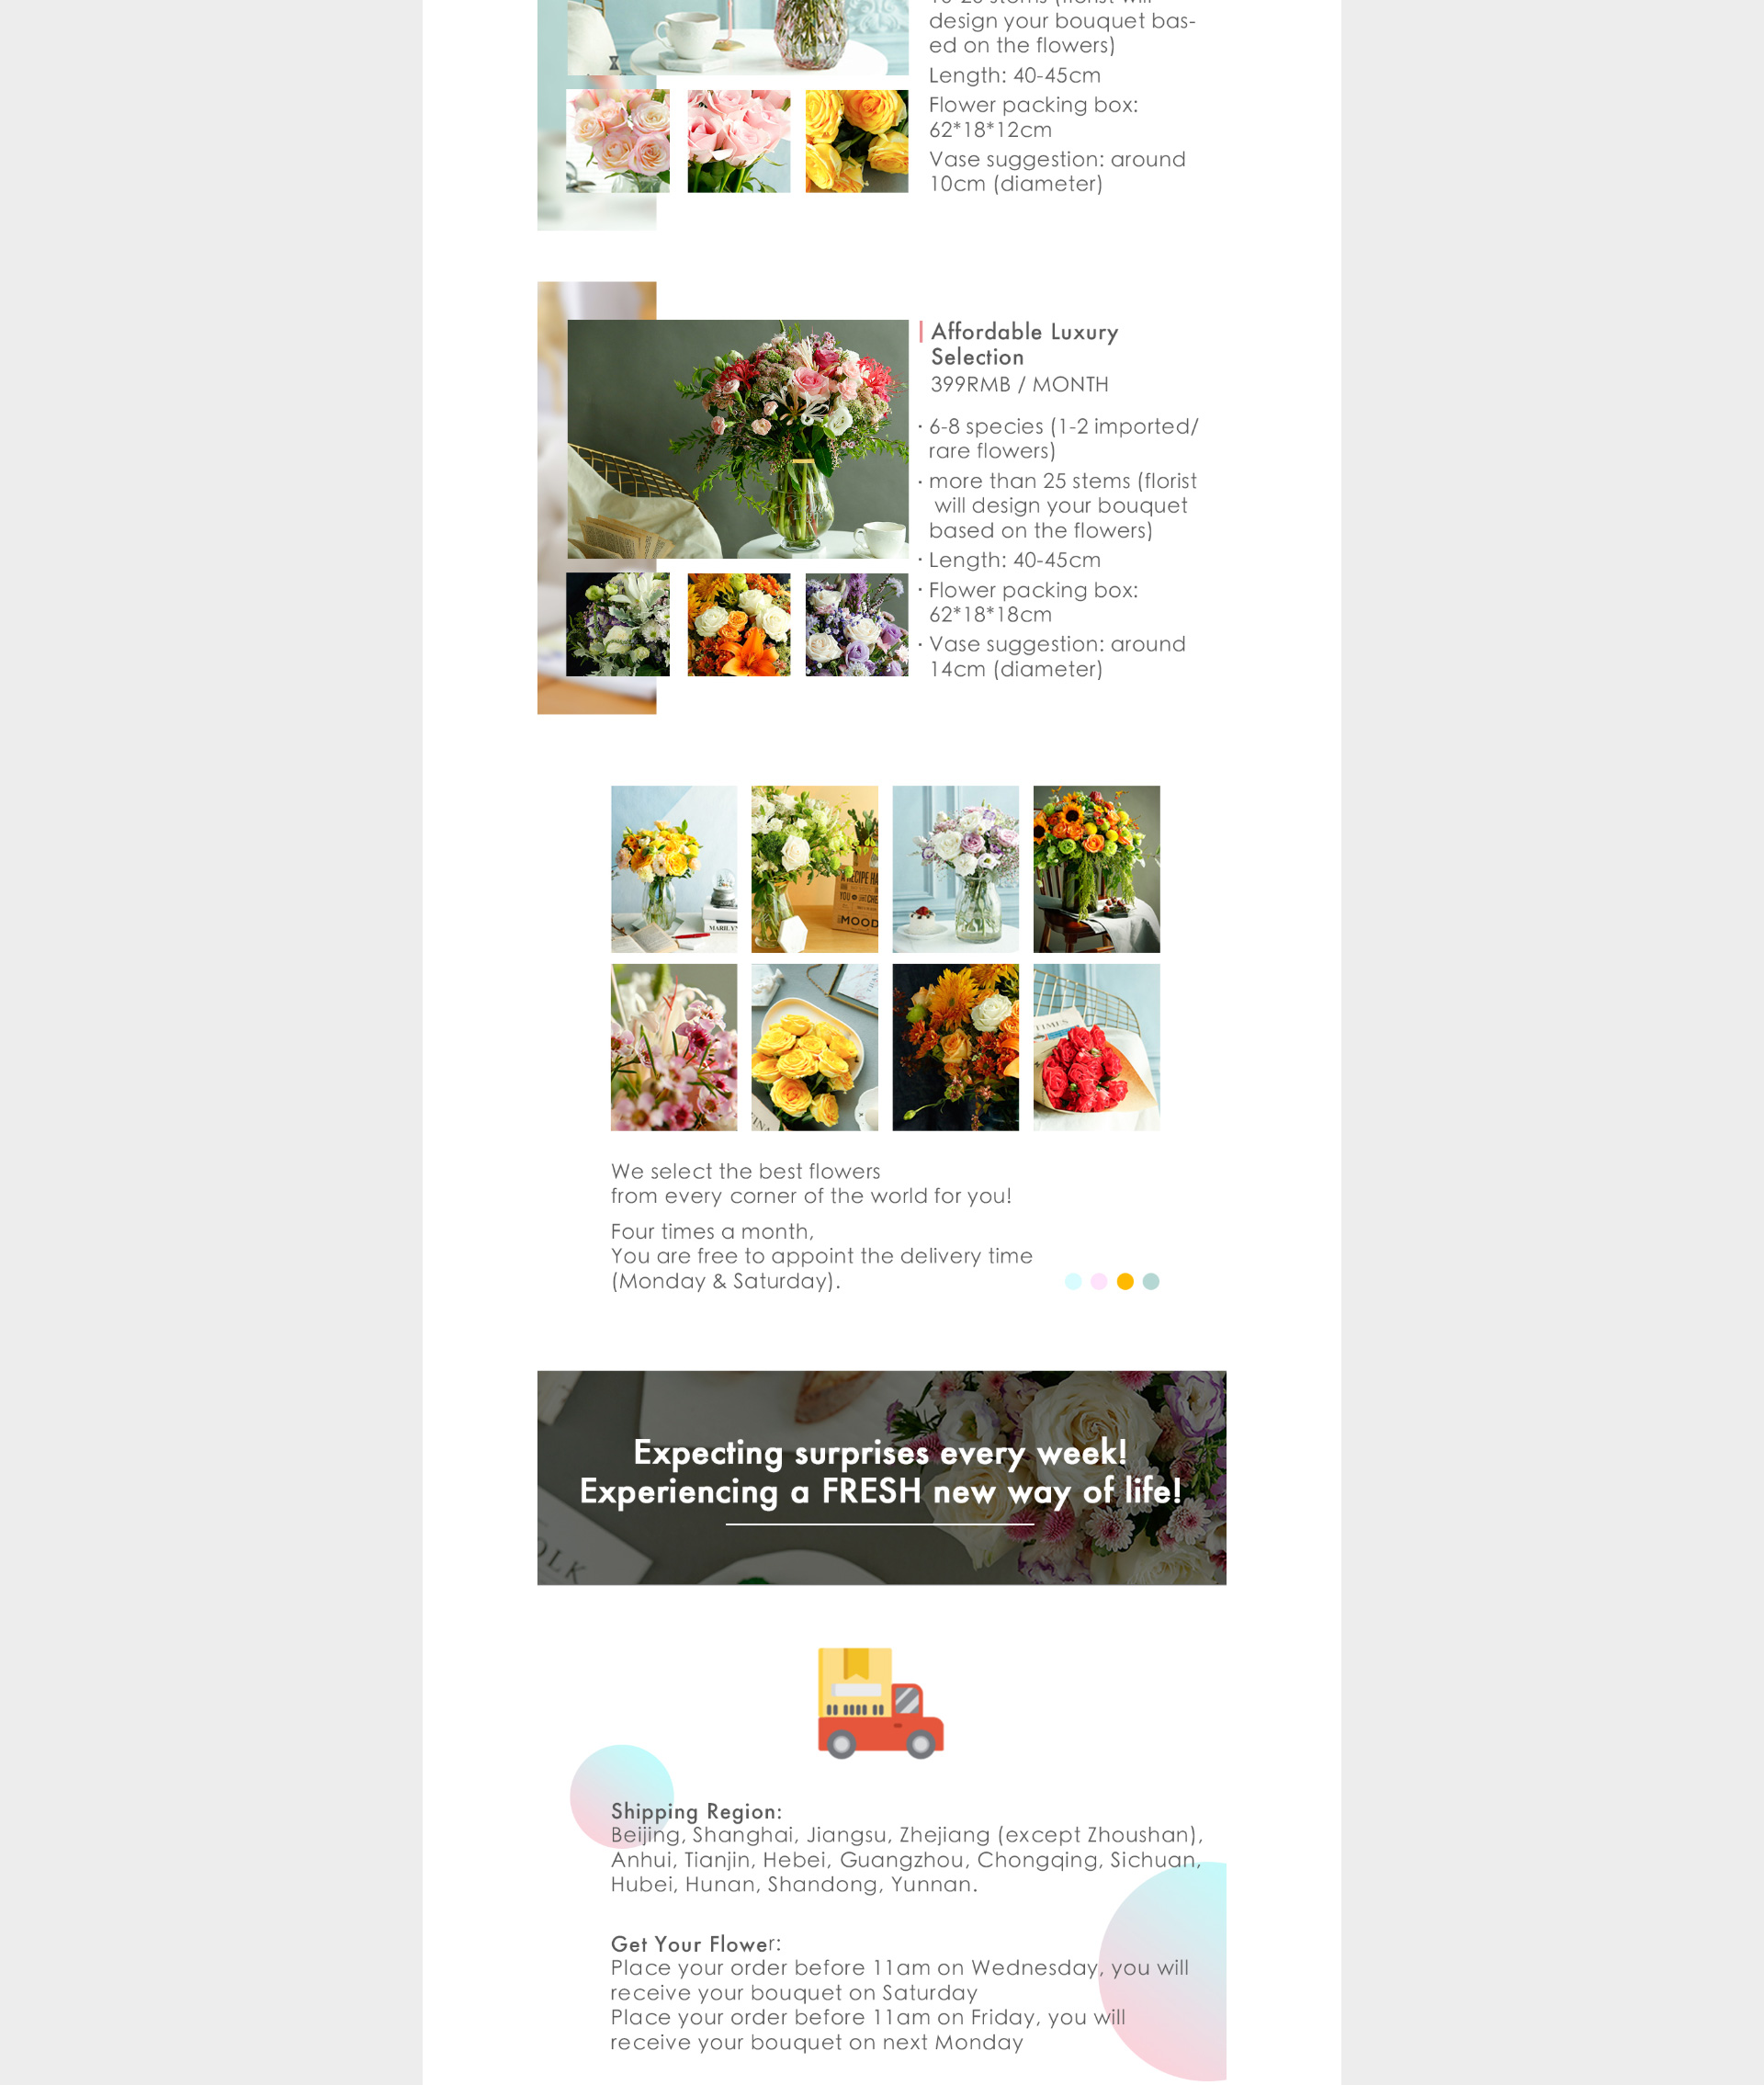 design your bouquet bas-
ed on the flowers)
Length: 40-45cm
Flower packing box:
62*18*12cm
Vase suggestion: around
10cm (diameter)
Affordable Luxury
Selection
399RMB / MONTH
· 6-8 species (1-2 imported/
rare flowers)
· more than 25 stems (florist
will design your bouquet
based on the flowers)
· Length: 40-45cm
· Flower packing box:
62*18*18cm
· Vase suggestion: around
14cm (diameter)
MOOD
We select the best flowers
from every corner of the world for you!
Four times a month,
You are free to appoint the delivery time
(Monday & Saturday).
Expecting surprises every week!
Experiencing a FRESH new way of life!
Shipping Region:
Beijing, Shanghai, Jiangsu, Zhejiang (except Zhoushan),
Anhui, Tianjin, Hebei, Guangzhou, Chongqing, Sichuan,
Hubei, Hunan, Shandong, Yunnan.
Get Your Flower:
Place your order before 11am on Wednesday, you will
receive your bouquet on Saturday
Place your order before 11am on Friday, you will
receive your bouquet on next Monday